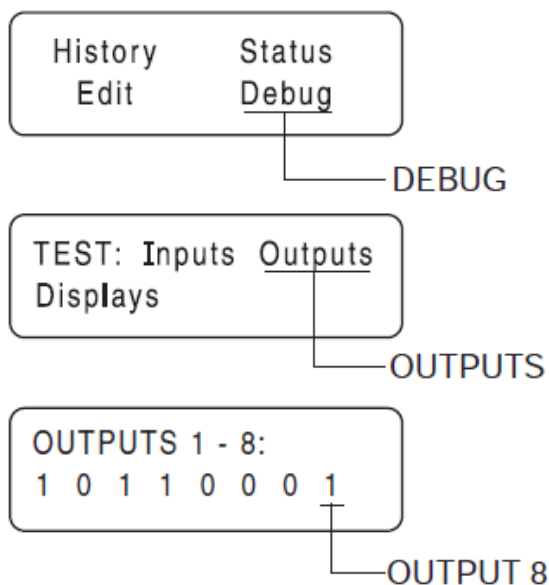 History Status
Edit Debug
DEBUG
TEST: Inputs Outputs
Displays
OUTPUTS
OUTPUTS 1 - 8:
1 0 1 1 0 0 0 1
OUTPUT 8